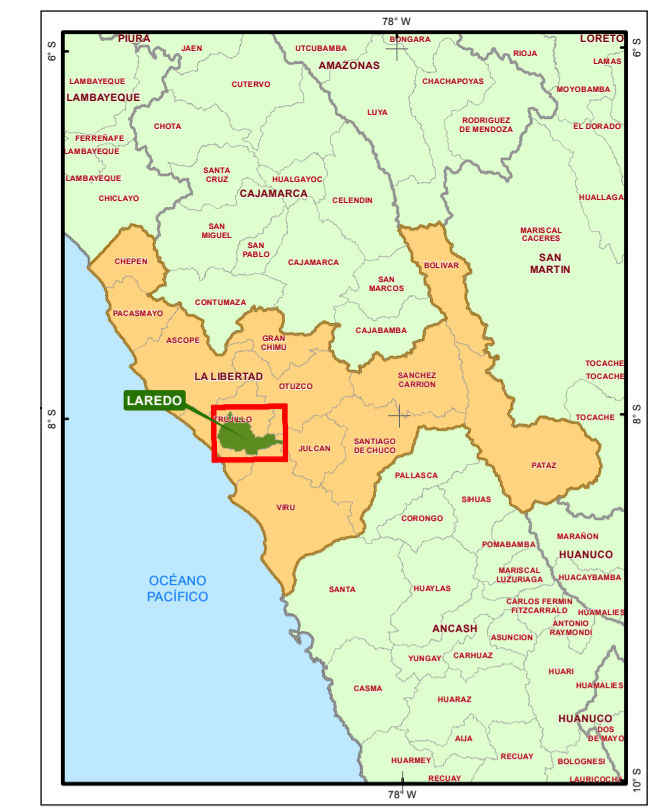 78° W
PIURA
JAEN
UTCUBAMBA
BONGARA
LORETO
6° S
6° S
AMAZONAS
RIOJA
LAMAS
LAMBAYEQUE
CUTERVO
CHACHAPOYAS
MOYOBAMBA
LAMBAYEQUE
LUYA
CHOTA
RODRIGUEZ
DE MENDOZA
EL DORADO
FERREÑAFE
LAMBAYEQUE
LAMBAYEQUE
SANTA
CRUZ
HUALGAYOC
CAJAMARCA
CELENDIN
CHICLAYO
HUALLAGA
SAN
MIGUEL
SAN
PABLO
MARISCAL
CACERES
SAN
MARTIN
CHEPEN
CAJAMARCA
BOLIVAR
SAN
MARCOS
CONTUMAZA
PACASMAYO
CAJABAMBA
ASCOPE
GRAN
CHIMU
TOCACHE
TOCACHE
LA LIBERTAD
OTUZCO
SANCHEZ
CARRION
LAREDO
8° S
8° S
TRUJILLO
TOCACHE
JULCAN
SANTIAGO
DE CHUCO
PATAZ
PALLASCA
SIHUAS
VIRU
CORONGO
MARAÑON
POMABAMBA
HUANUCO
OCÉANO
PACÍFICO
SANTA
HUAYLAS
MARISCAL
LUZURIAGA
HUACAYBAMBA
CARLOS FERMIN
FITZCARRALD
HUAMALIES
ANCASH
ANTONIO
RAYMONDI
ASUNCION
YUNGAY
CARHUAZ
HUARI
CASMA
HUARAZ
HUAMALIES
HUANUCO
DOS
DE MAYO
AIJA
HUARMEY
RECUAY
BOLOGNESI
RECUAY
LAURICOCHA
10° S
78° W